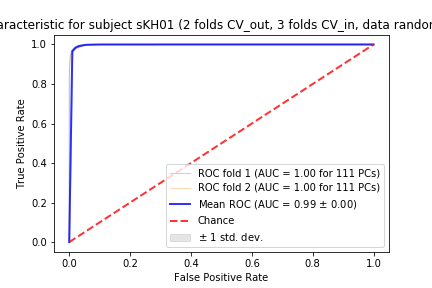 aracteristic for subject sKH01 (2 folds CV_out, 3 folds CV_in, data randor
1.0
0.8
0.6
0.4
0.2
0.0
True Positive Rate
ROC fold 1 (AUC = 1.00 for 111 PCs)
ROC fold 2 (AUC = 1.00 for 111 PCs)
Mean ROC (AUC = 0.99 ± 0.00)
Chance
± 1 std. dev.
0.0 0.2 0.4 0.6 0.8 1.0
False Positive Rate